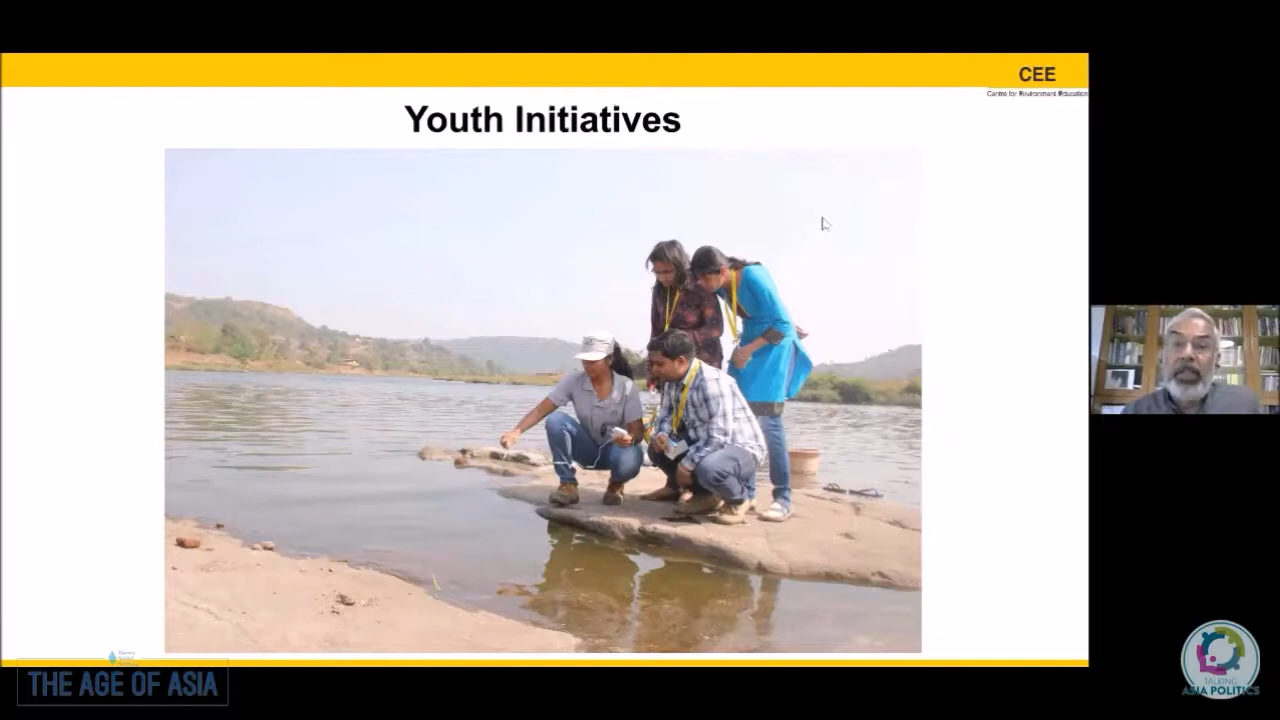 CEE
Centre for Environment Education
Youth Initiatives
THE AGE OF ASIA
TALKING
ASIA POLITICS